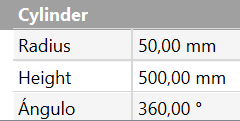 Cylinder
Radius 50,00 mm
Height 500,00 mm
Ángulo 360,00 °